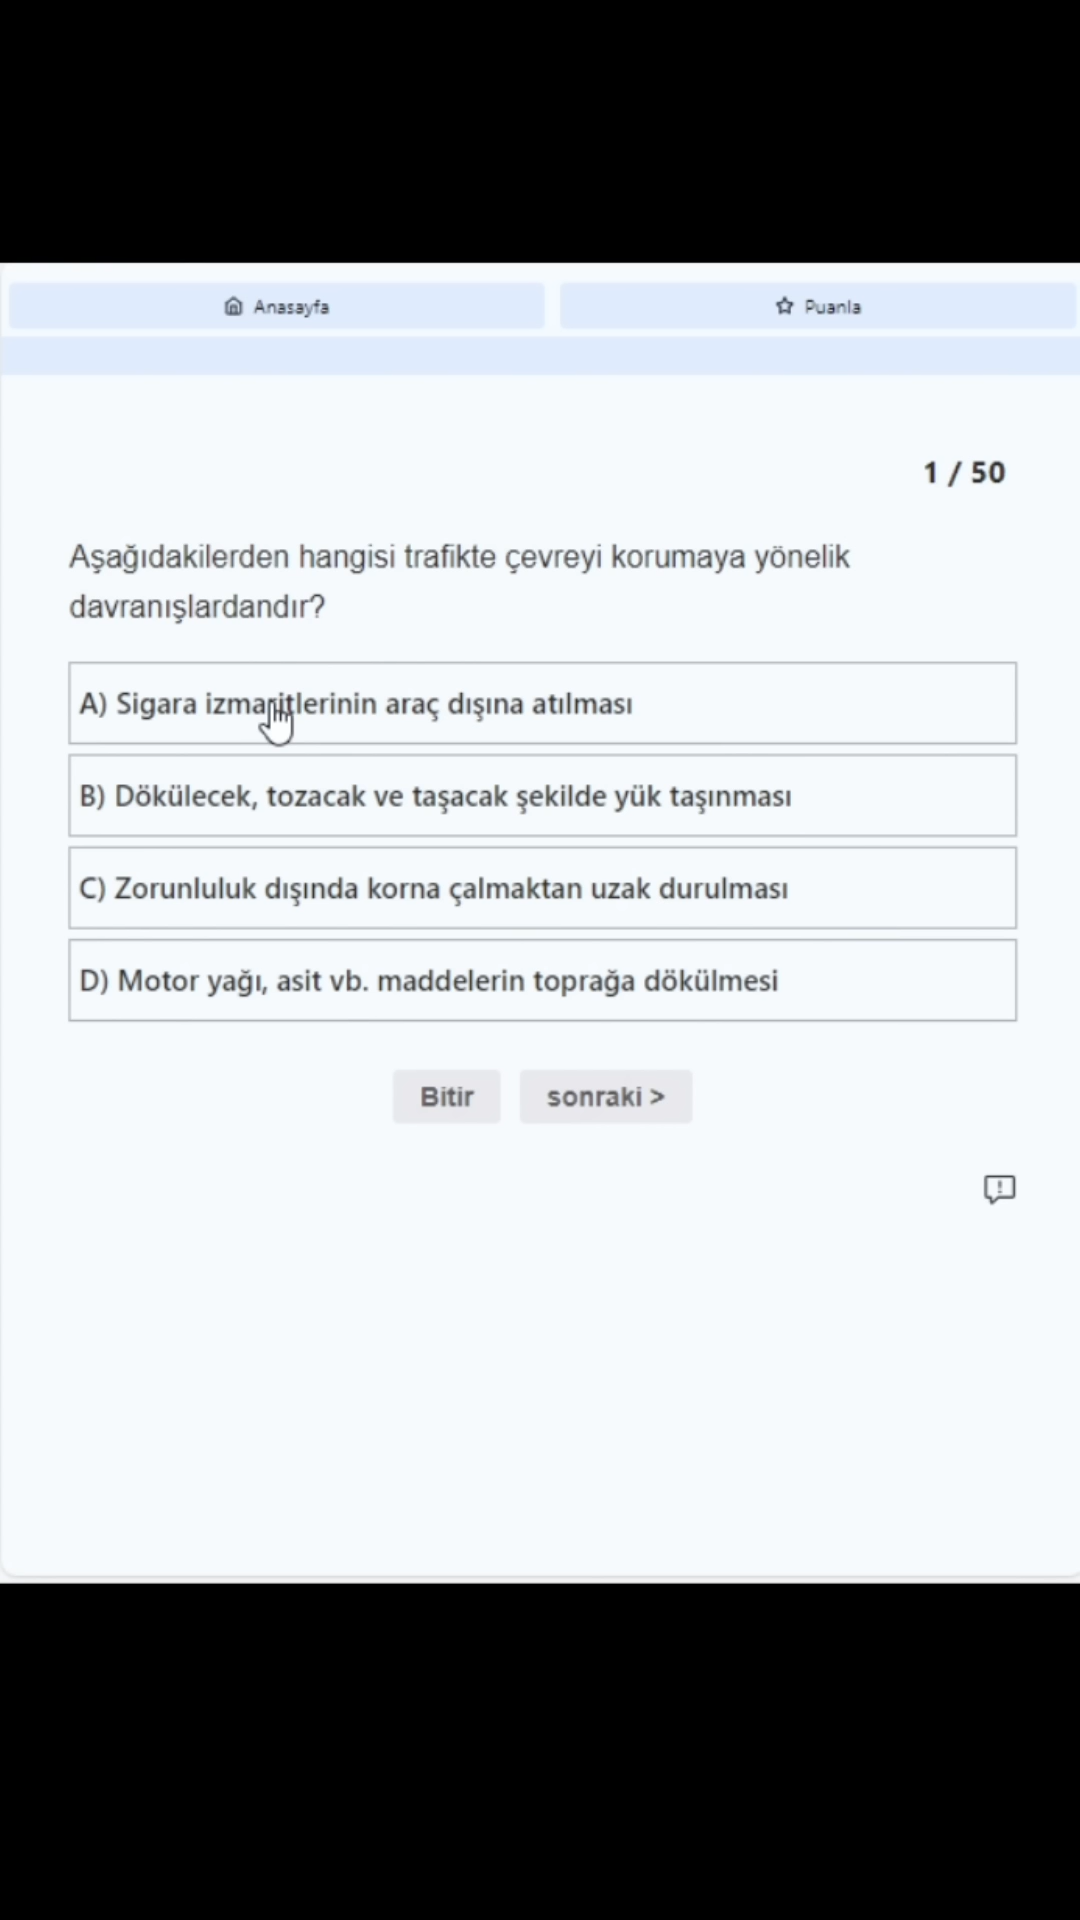 Anasayfa
Puanla
1 / 50
Aşağıdakilerden hangisi trafikte çevreyi korumaya yönelik
davranışlardandır?
A) Sigara izmaritlerinin araç dışına atılması
B) Dökülecek, tozacak ve taşacak şekilde yük taşınması
C) Zorunluluk dışında korna çalmaktan uzak durulması
D) Motor yağı, asit vb. maddelerin toprağa dökülmesi
Bitir
sonraki >